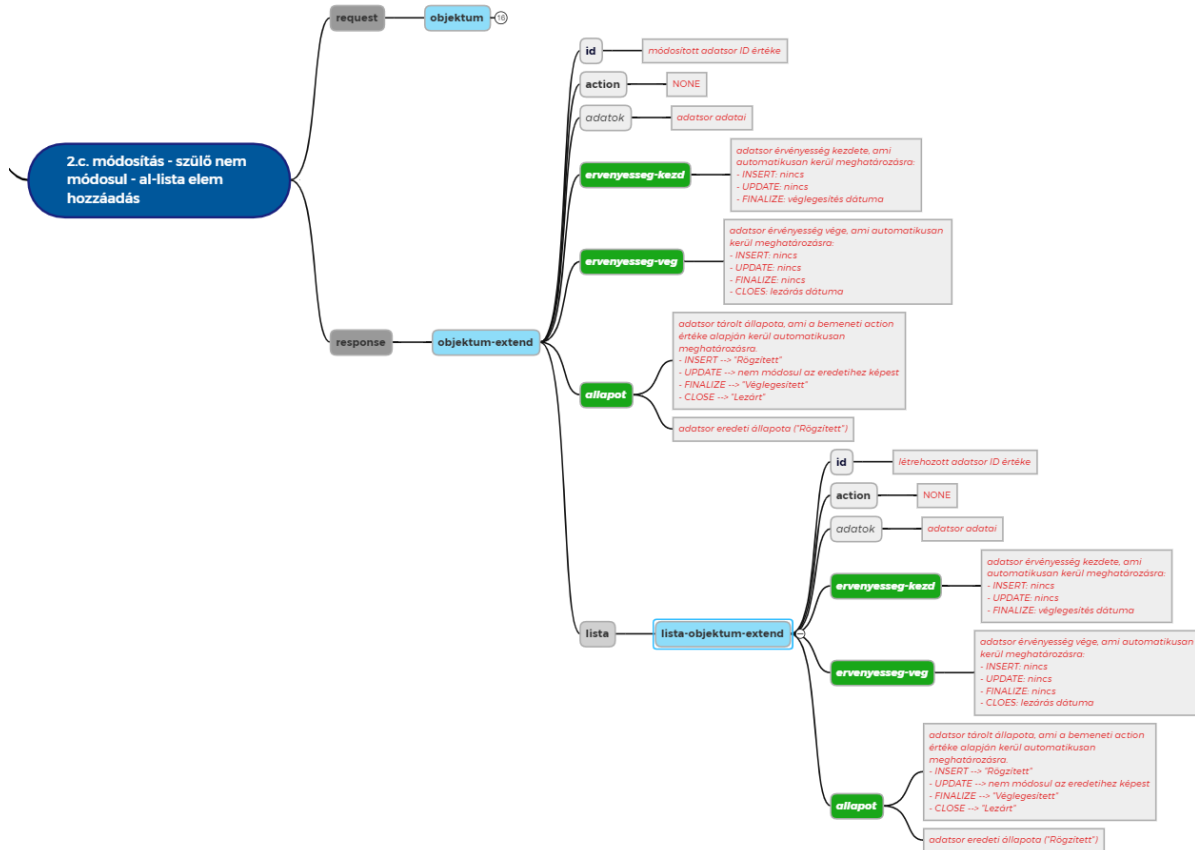 request
objektum
16
2.c. módosítás - szülő nem
módosul - al-lista elem
hozzáadás
id
módosított adatsor ID értéke
action
NONE
adatok
adatsor adatai
ervenyesseg-kezd
adatsor érvényesség kezdete, ami
automatikusan kerül meghatározásra:
- INSERT: nincs
- UPDATE: nincs
- FINALIZE: véglegesítés dátuma
ervenyesseg-veg
adatsor érvényesség vége, ami automatikusan
kerül meghatározásra:
- INSERT: nincs
- UPDATE: nincs
- FINALIZE: nincs
- CLOES: lezárás dátuma
response
objektum-extend
allapot
adatsor tárolt állapota, ami a bemeneti action
értéke alapján kerül automatikusan
meghatározásra.
- INSERT --> "Rögzített"
- UPDATE --> nem módosul az eredetihez képest
- FINALIZE --> "Véglegesített"
- CLOSE --> "Lezárt"
adatsor eredeti állapota ("Rögzített")
lista
lista-objektum-extend
id
létrehozott adatsor ID értéke
action
NONE
adatok
adatsor adatai
ervenyesseg-kezd
adatsor érvényesség kezdete, ami
automatikusan kerül meghatározásra:
- INSERT: nincs
- UPDATE: nincs
- FINALIZE: véglegesítés dátuma
ervenyesseg-veg
adatsor érvényesség vége, ami automatikusan
kerül meghatározásra:
- INSERT: nincs
- UPDATE: nincs
- FINALIZE: nincs
- CLOES: lezárás dátuma
allapot
adatsor tárolt állapota, ami a bemeneti action
értéke alapján kerül automatikusan
meghatározásra.
- INSERT --> "Rögzített"
- UPDATE --> nem módosul az eredetihez képest
- FINALIZE --> "Véglegesített"
- CLOSE --> "Lezárt"
adatsor eredeti állapota ("Rögzített")